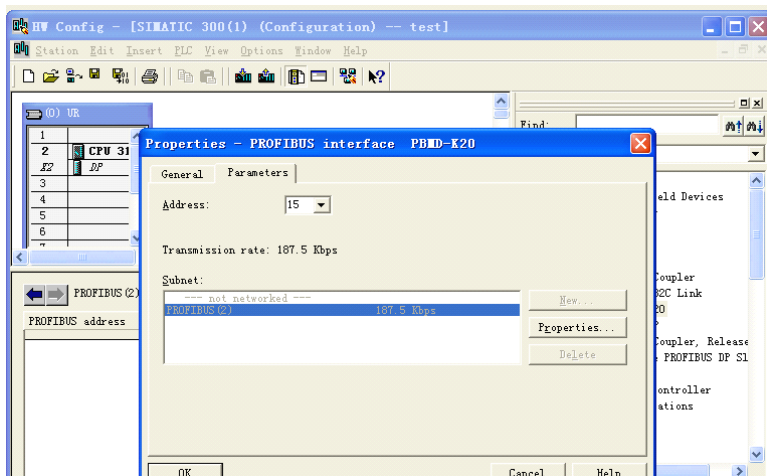 HW Config - [SIMATIC 300(1) (Configuration) -- test]
Station Edit Insert PLC View Options Window Help
(0) UR
1
2 CPU 31
X2 DP
3
4
5
6
7
Find:
Properties - PROFIBUS interface PBMD-K20
General Parameters
Address: 15
Transmission rate: 187.5 Kbps
Subnet:
--- not networked ---
PROFIBUS(2) 187.5 Kbps
New...
Properties...
Delete
OK Cancel Help
PROFIBUS(2)
PROFIBUS address
eld Devices
Coupler
32C Link
20
Coupler, Release
PROFIBUS DP Sl
ontroller
ations